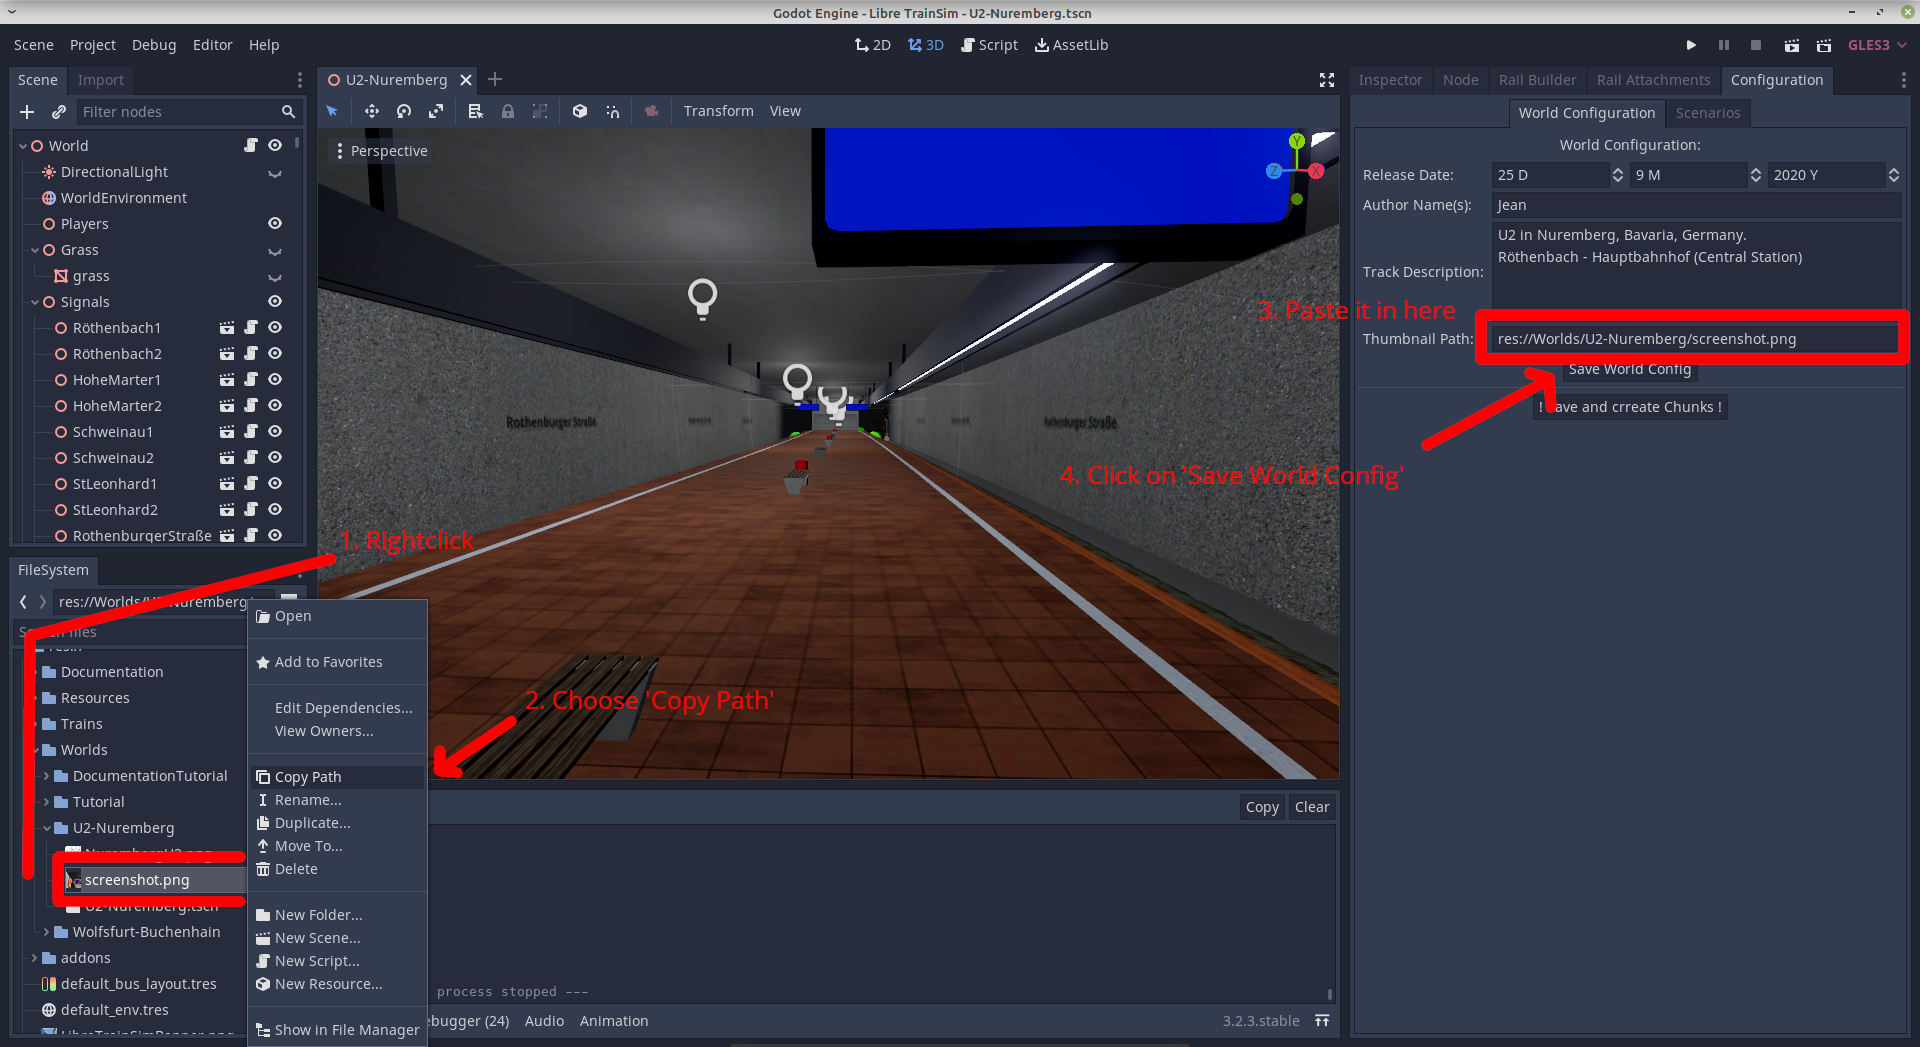 Godot Engine - Libre TrainSim - U2-Nuremberg.tscn
Scene Project Debug Editor Help
2D 3D Script AssetLib
GLES3
Scene Import
Filter nodes
World
DirectionalLight
WorldEnvironment
Players
Grass
grass
Signals
Röthenbach1
Röthenbach2
HoheMarter1
HoheMarter2
Schweinau1
Schweinau2
StLeonhard1
StLeonhard2
RothenburgerStraße
U2-Nuremberg
Transform View
Perspective
Y
Z
X
Rothenburger Straße
Rothenburger Straße
1. Rightclick
2. Choose 'Copy Path'
3. Paste it in here
4. Click on 'Save World Config'
Inspector Node Rail Builder Rail Attachments Configuration
World Configuration Scenarios
World Configuration:
Release Date: 25 D 9 M 2020 Y
Author Name(s): Jean
Track Description:
U2 in Nuremberg, Bavaria, Germany.
Röthenbach - Hauptbahnhof (Central Station)
Thumbnail Path: res://Worlds/U2-Nuremberg/screenshot.png
Save World Config
! ave and crreate Chunks !
FileSystem
res://Worlds/U2-Nuremberg
files
Documentation
Resources
Trains
Worlds
DocumentationTutorial
Tutorial
U2-Nuremberg
NurembergU2.png
screenshot.png
U2-Nuremberg.tscn
Wolfsfurt-Buchenhain
addons
default_bus_layout.tres
default_env.tres
LibreTrainSimBanner.png
Open
Add to Favorites
Edit Dependencies...
View Owners...
Copy Path
Rename...
Duplicate...
Move To...
Delete
New Folder...
New Scene...
New Script...
New Resource...
Show in File Manager
Copy Clear
process stopped ---
ebugger (24) Audio Animation
3.2.3.stable